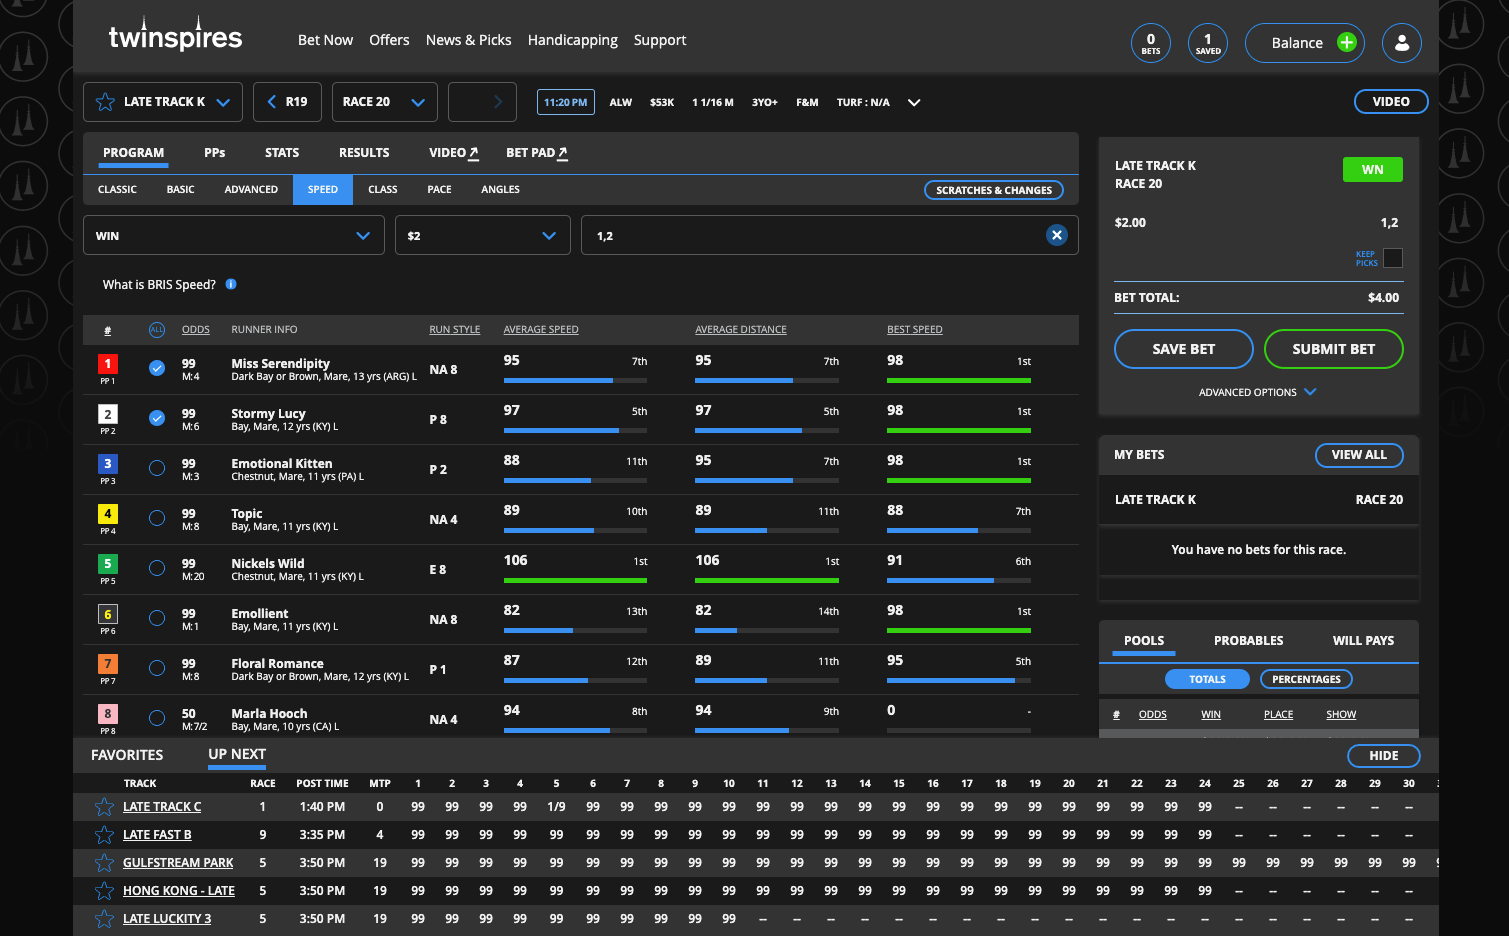 twinspires
Bet Now Offers News & Picks Handicapping Support
0 BETS
1 SAVED
Balance
LATE TRACK K R19 RACE 20 11:20 PM ALW $53K 1 1/16 M 3YO+ F&M TURF : N/A VIDEO
PROGRAM PPs STATS RESULTS VIDEO BET PAD
CLASSIC BASIC ADVANCED SPEED CLASS PACE ANGLES SCRATCHES & CHANGES
WIN $2 1,2
What is BRIS Speed?
# ALL ODDS RUNNER INFO RUN STYLE AVERAGE SPEED AVERAGE DISTANCE BEST SPEED
1 99 Miss Serendipity NA 8 95 7th 95 7th 98 1st
PP 1 M:4 Dark Bay or Brown, Mare, 13 yrs (ARG) L
2 99 Stormy Lucy P 8 97 5th 97 5th 98 1st
PP 2 M:6 Bay, Mare, 12 yrs (KY) L
3 99 Emotional Kitten P 2 88 11th 95 7th 98 1st
PP 3 M:3 Chestnut, Mare, 11 yrs (PA) L
4 99 Topic NA 4 89 10th 89 11th 88 7th
PP 4 M:8 Bay, Mare, 11 yrs (KY) L
5 99 Nickels Wild E 8 106 1st 106 1st 91 6th
PP 5 M:20 Chestnut, Mare, 11 yrs (KY) L
6 99 Emollient NA 8 82 13th 82 14th 98 1st
PP 6 M:1 Bay, Mare, 11 yrs (KY) L
7 99 Floral Romance P 1 87 12th 89 11th 95 5th
PP 7 M:8 Dark Bay or Brown, Mare, 12 yrs (KY) L
8 50 Marla Hooch NA 4 94 8th 94 9th 0 -
PP 8 M:7/2 Bay, Mare, 10 yrs (CA) L
LATE TRACK K WN
RACE 20
$2.00 1,2
KEEP PICKS
BET TOTAL: $4.00
SAVE BET SUBMIT BET
ADVANCED OPTIONS
MY BETS VIEW ALL
LATE TRACK K RACE 20
You have no bets for this race.
POOLS PROBABLES WILL PAYS
TOTALS PERCENTAGES
# ODDS WIN PLACE SHOW
FAVORITES UP NEXT HIDE
TRACK RACE POST TIME MTP 1 2 3 4 5 6 7 8 9 10 11 12 13 14 15 16 17 18 19 20 21 22 23 24 25 26 27 28 29 30
LATE TRACK C 1 1:40 PM 0 99 99 99 99 1/9 99 99 99 99 99 99 99 99 99 99 99 99 99 99 99 99 99 99 99 -- -- -- -- -- --
LATE FAST B 9 3:35 PM 4 99 99 99 99 99 99 99 99 99 99 99 99 99 99 99 99 99 99 99 99 99 99 99 99 -- -- -- -- -- --
GULFSTREAM PARK 5 3:50 PM 19 99 99 99 99 99 99 99 99 99 99 99 99 99 99 99 99 99 99 99 99 99 99 99 99 99 99 99 99 99 99
HONG KONG - LATE 5 3:50 PM 19 99 99 99 99 99 99 99 99 99 99 99 99 99 99 99 99 99 99 99 99 99 99 99 99 -- -- -- -- -- --
LATE LUCKITY 3 5 3:50 PM 19 99 99 99 99 99 99 99 99 99 99 -- -- -- -- -- -- -- -- -- -- -- -- -- -- -- -- -- -- -- --